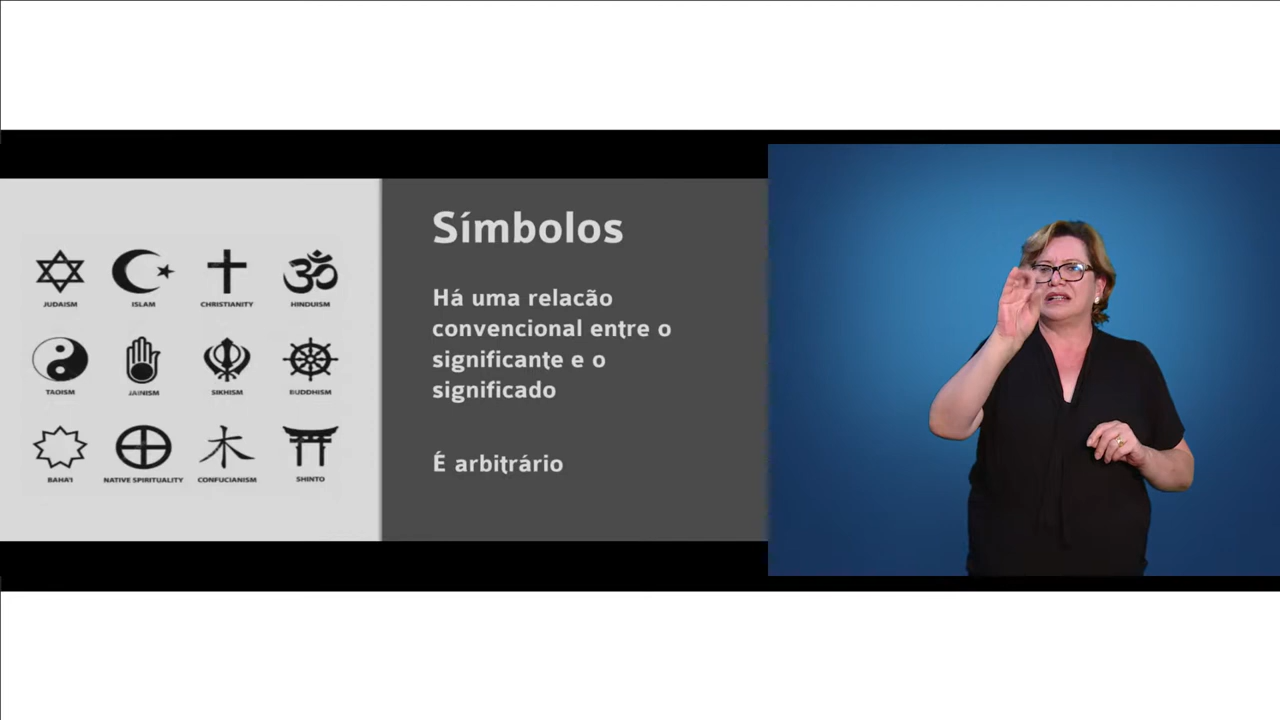 JUDAISM
ISLAM
CHRISTIANITY
HINDUISM
TAOISM
JAINISM
SIKHISM
BUDDHISM
BAHA'I
NATIVE SPIRITUALITY
CONFUCIANISM
SHINTO
Símbolos
Há uma relacão
convencional entre o
significante e o
significado
É arbitrário